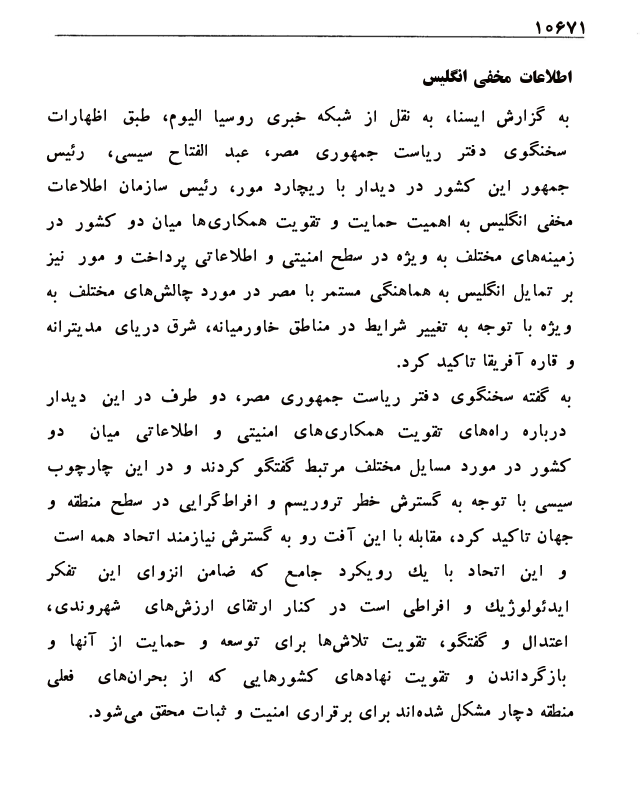 ۱۰۶۷۱
اطلاعات مخفی انگلیس
به گزارش ایسنا، به نقل از شبکه خبری روسیا الیوم، طبق اظهارات
سخنگوی دفتر ریاست جمهوری مصر، عبد الفتاح سیسی، رئیس
جمهور این کشور در دیدار با ریچارد مور، رئیس سازمان اطلاعات
مخفی انگلیس به اهمیت حمایت و تقویت همکاری‌ها میان دو کشور در
زمینه‌های مختلف به ویژه در سطح امنیتی و اطلاعاتی پرداخت و مور نیز
بر تمایل انگلیس به هماهنگی مستمر با مصر در مورد چالش‌های مختلف به
ویژه با توجه به تغییر شرایط در مناطق خاورمیانه، شرق دریای مدیترانه
و قاره آفریقا تاکید کرد.
به گفته سخنگوی دفتر ریاست جمهوری مصر، دو طرف در این دیدار
درباره راه‌های تقویت همکاری‌های امنیتی و اطلاعاتی میان دو
کشور در مورد مسایل مختلف مرتبط گفتگو کردند و در این چارچوب
سیسی با توجه به گسترش خطر تروریسم و افراط‌گرایی در سطح منطقه و
جهان تاکید کرد، مقابله با این آفت رو به گسترش نیازمند اتحاد همه است
و این اتحاد با یك رویکرد جامع که ضامن انزوای این تفکر
ایدئولوژیك و افراطی است در کنار ارتقای ارزش‌های شهروندی،
اعتدال و گفتگو، تقویت تلاش‌ها برای توسعه و حمایت از آنها و
بازگرداندن و تقویت نهادهای کشورهایی که از بحران‌های فعلی
منطقه دچار مشکل شده‌اند برای برقراری امنیت و ثبات محقق می‌شود.